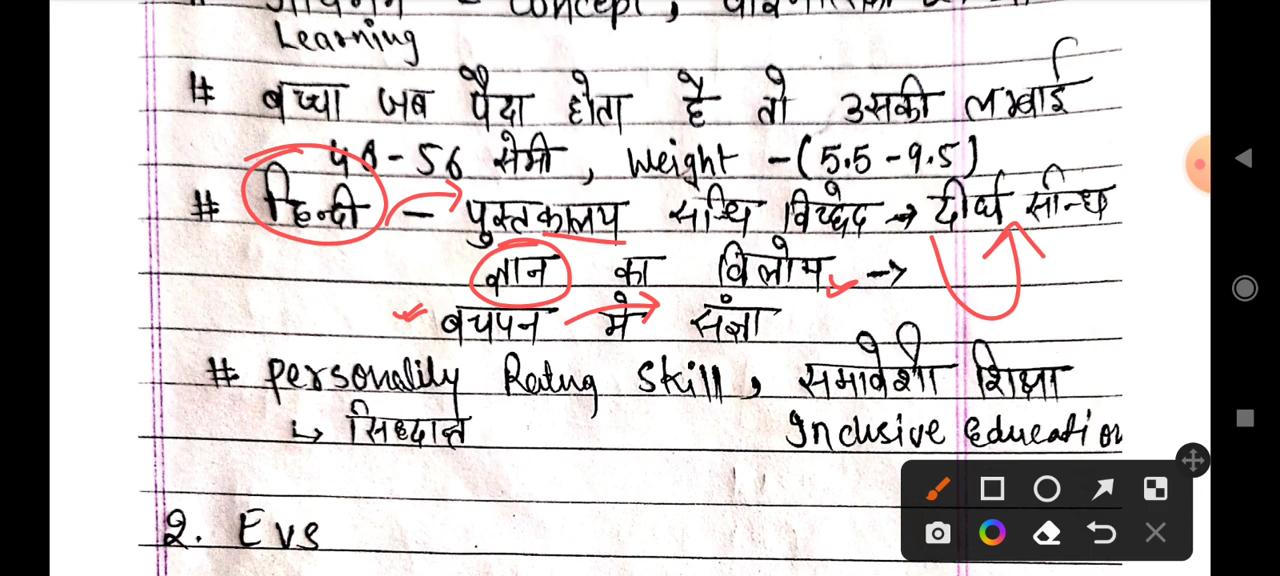 - Concept,
Learning
# बच्चा जब पैदा होता है तो उसकी लम्बाई
48-56 सेमी, Weight -(5.5-9.5)
# हिन्दी - पुस्तकालय सन्धि विच्छेद → दीर्घ सन्धि
ज्ञान का विलोम →
बचपन मे संज्ञा
# Personality Rating Skill, समावेशी शिक्षा
↳ सिध्दान्त Inclusive Education
2. EVS